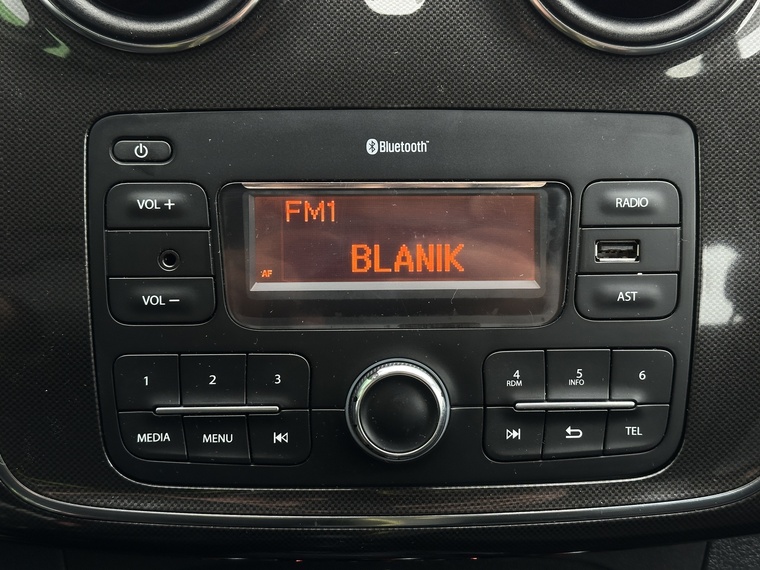 Bluetooth
VOL +
RADIO
FM1
BLANIK
AF
VOL −
AST
1
2
3
4
RDM
5
INFO
6
MEDIA
MENU
TEL